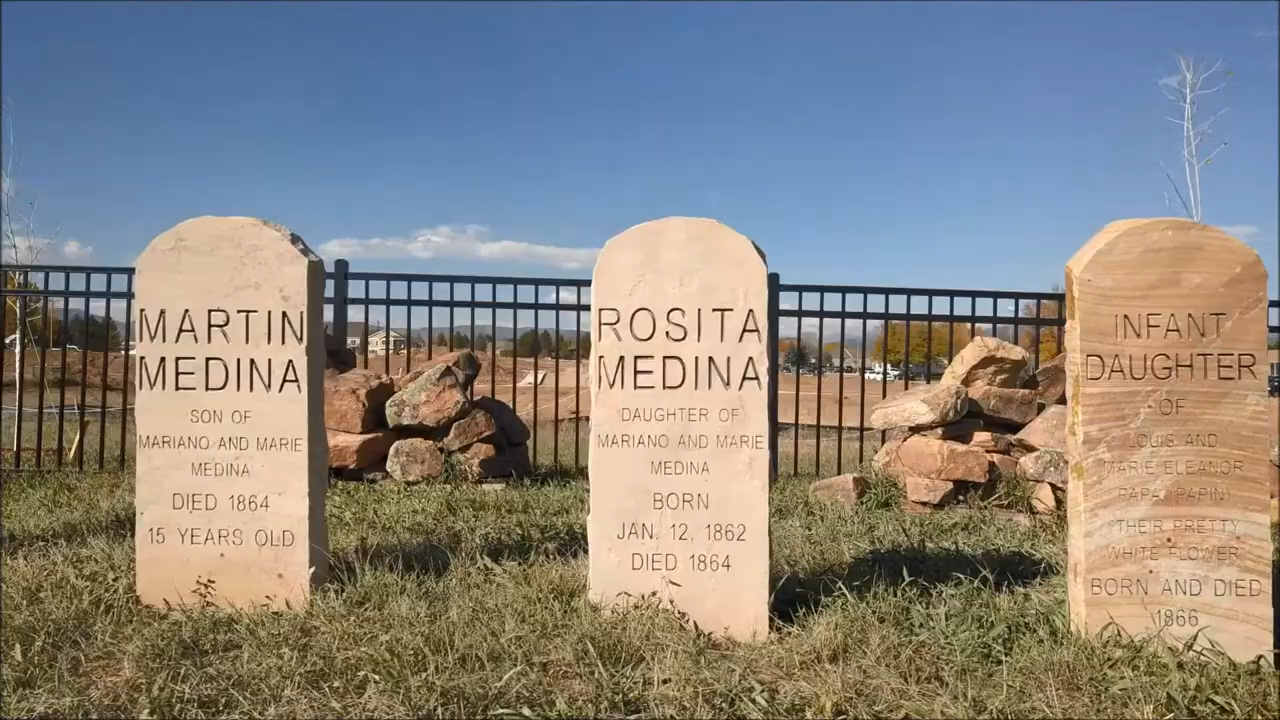 MARTIN
MEDINA
SON OF
MARIANO AND MARIE
MEDINA
DIED 1864
15 YEARS OLD
ROSITA
MEDINA
DAUGHTER OF
MARIANO AND MARIE
MEDINA
BORN
JAN. 12, 1862
DIED 1864
INFANT
DAUGHTER
OF
LOUIS AND
MARIE ELEANOR
PAPA (PAPIN)
THEIR PRETTY
WHITE FLOWER
BORN AND DIED
1866